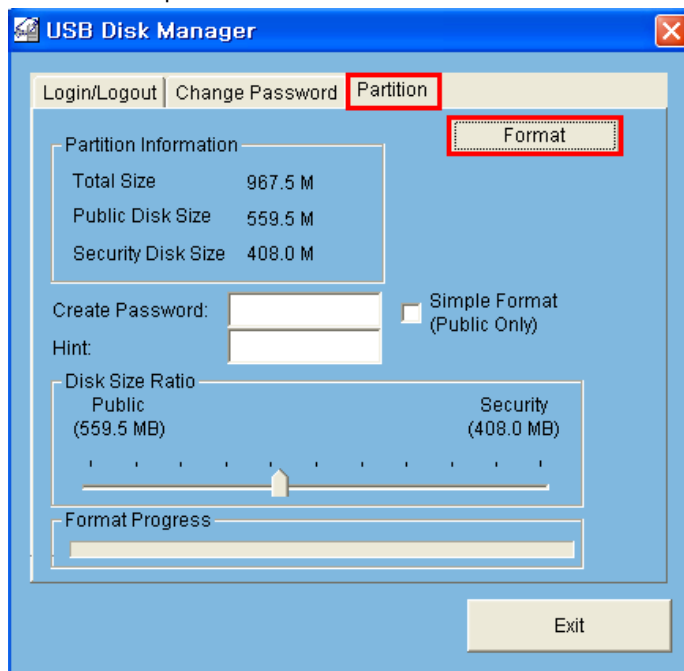 USB Disk Manager
Login/Logout Change Password Partition
Format
Partition Information
Total Size 967.5 M
Public Disk Size 559.5 M
Security Disk Size 408.0 M
Create Password:
Simple Format
(Public Only)
Hint:
Disk Size Ratio
Public Security
(559.5 MB) (408.0 MB)
Format Progress
Exit